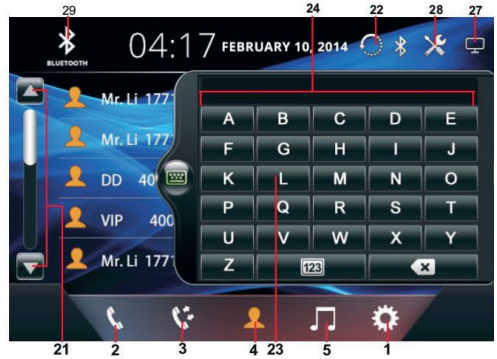 29 24 22 28 27
BLUETOOTH 04:17 FEBRUARY 10, 2014
Mr. Li 1771
Mr. Li 177
DD 40
VIP 400
Mr. Li 177
A B C D E
F G H I J
K L M N O
P Q R S T
U V W X Y
Z 123
21 2 3 4 23 5 1